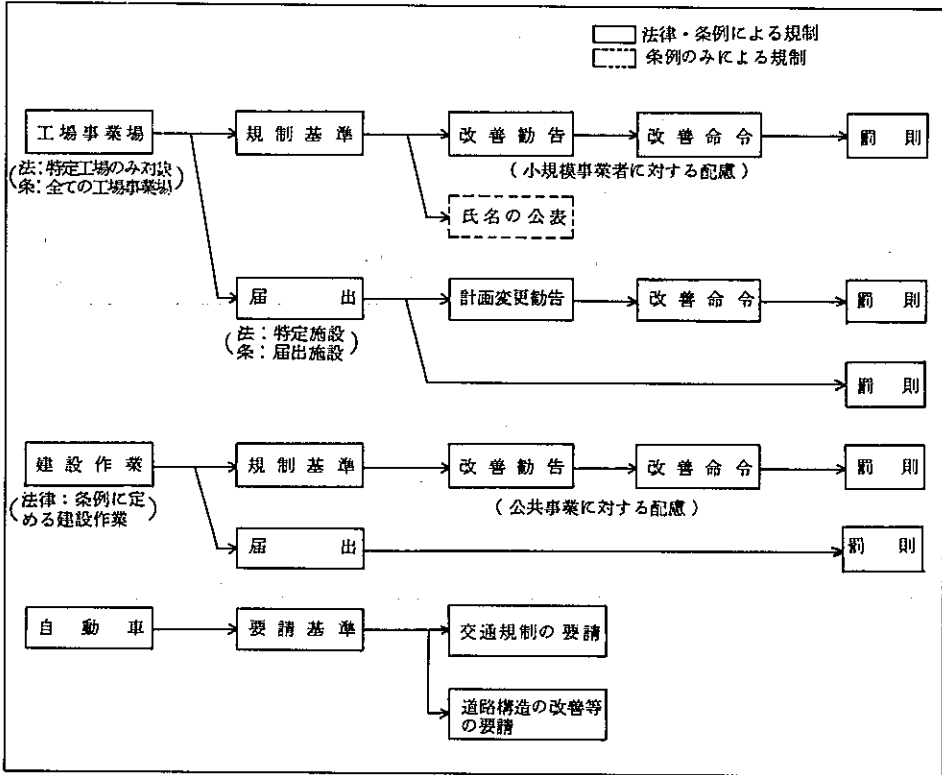 法律・条例による規制
条例のみによる規制
工場事業場 規制基準 改善勧告 改善命令 罰則
(法:特定工場のみ対設
条:全ての工場事業場)
(小規模事業者に対する配慮)
氏名の公表
届出 計画変更勧告 改善命令 罰則
(法:特定施設
条:届出施設)
罰則
建設作業 規制基準 改善勧告 改善命令 罰則
(法律:条例に定
める建設作業)
(公共事業に対する配慮)
届出 罰則
自動車 要請基準 交通規制の要請
道路構造の改善等
の要請